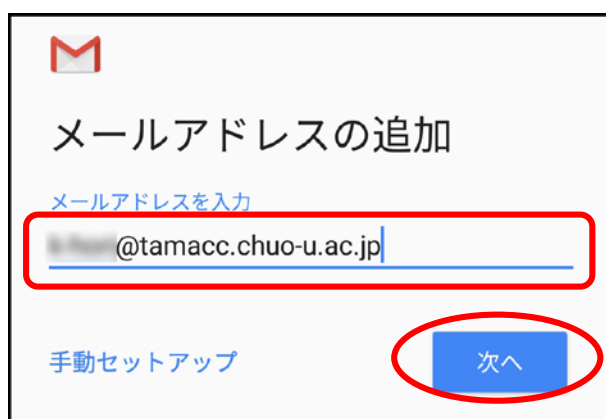 メールアドレスの追加
メールアドレスを入力
@tamacc.chuo-u.ac.jp
手動セットアップ
次へ